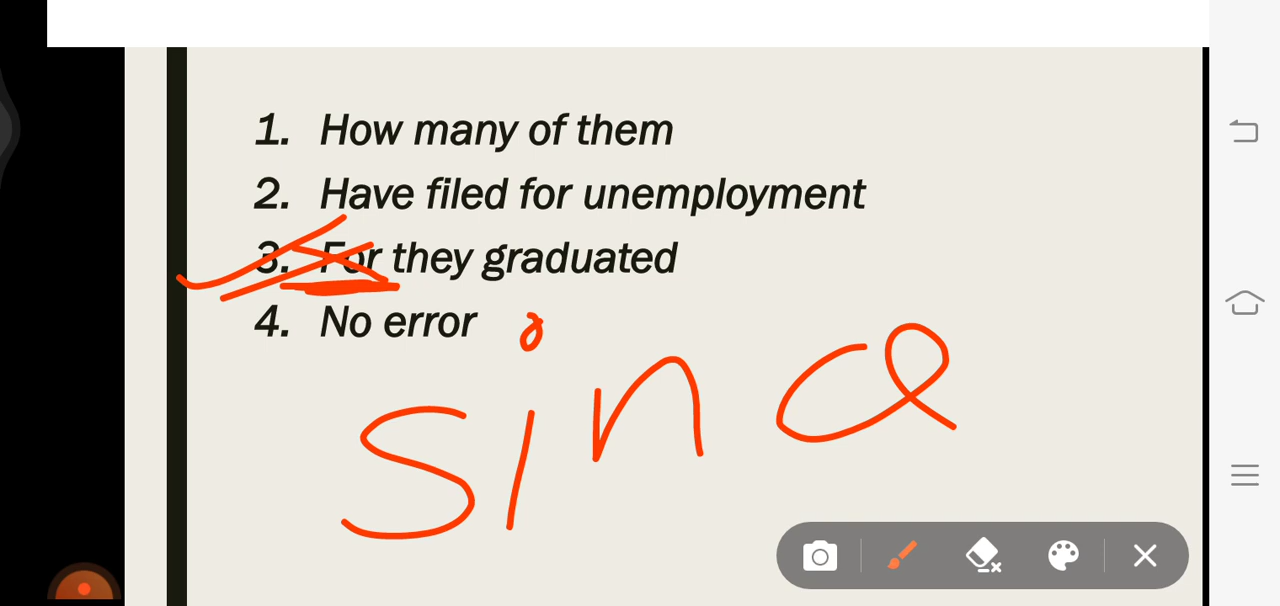 1. How many of them
2. Have filed for unemployment
3. For they graduated
4. No error
since